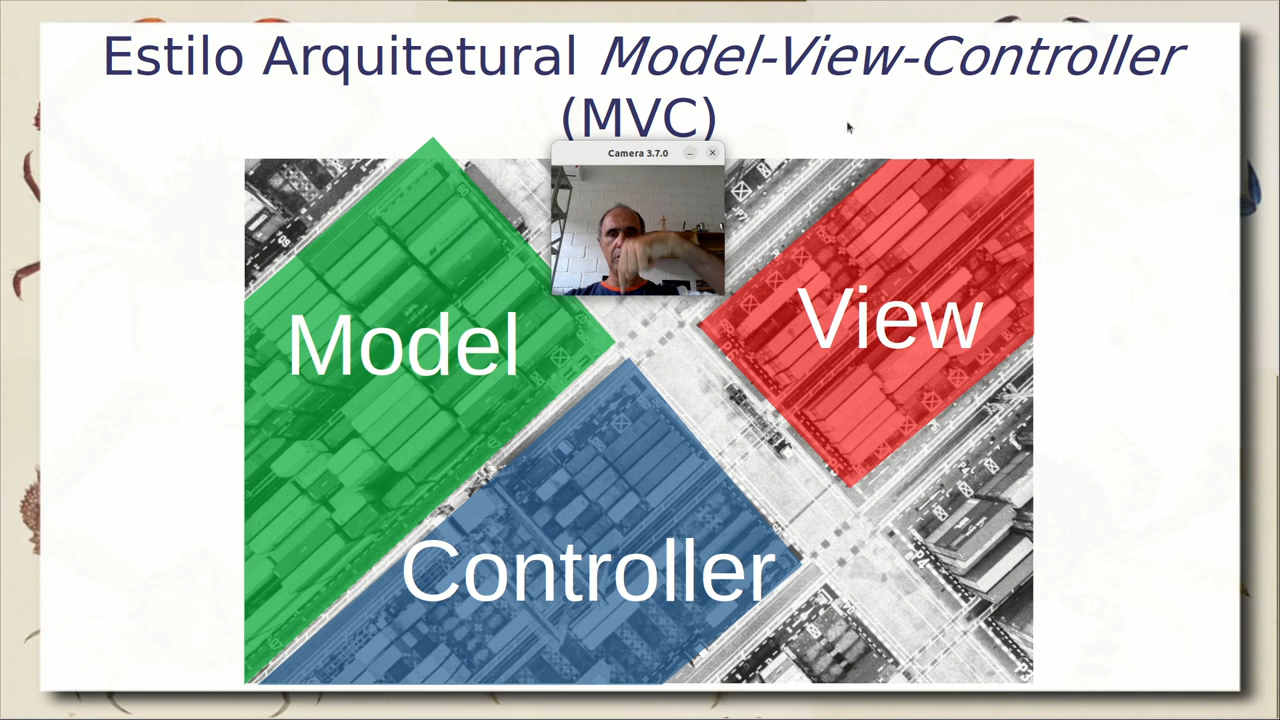 Estilo Arquitetural Model-View-Controller
(MVC)
Camera 3.7.0
Model
View
Controller